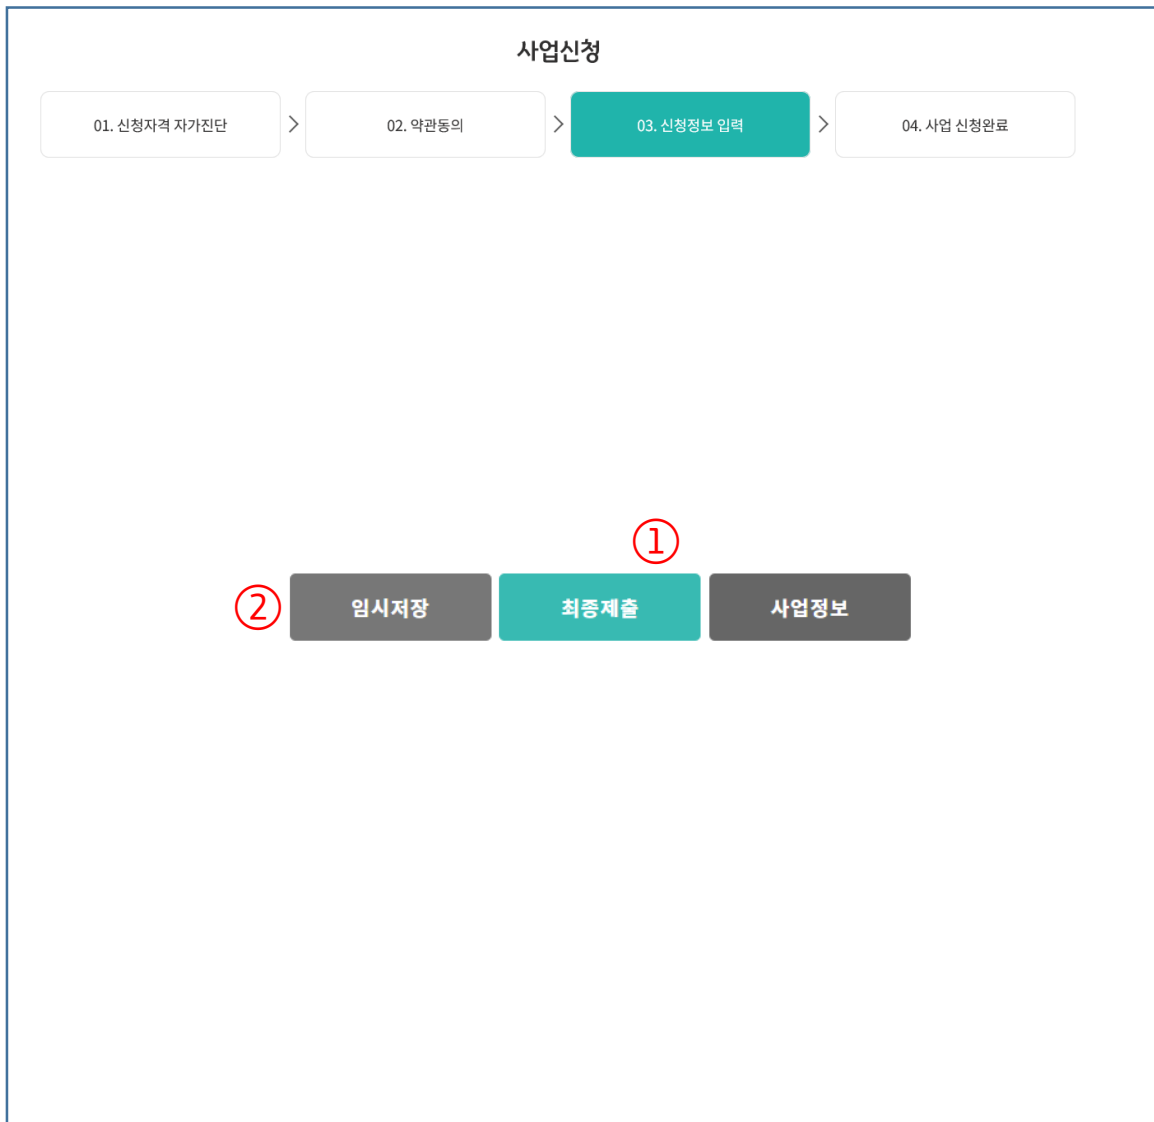 사업신청
01. 신청자격 자가진단 > 02. 약관동의 > 03. 신청정보 입력 > 04. 사업 신청완료
①
② 임시저장 최종제출 사업정보